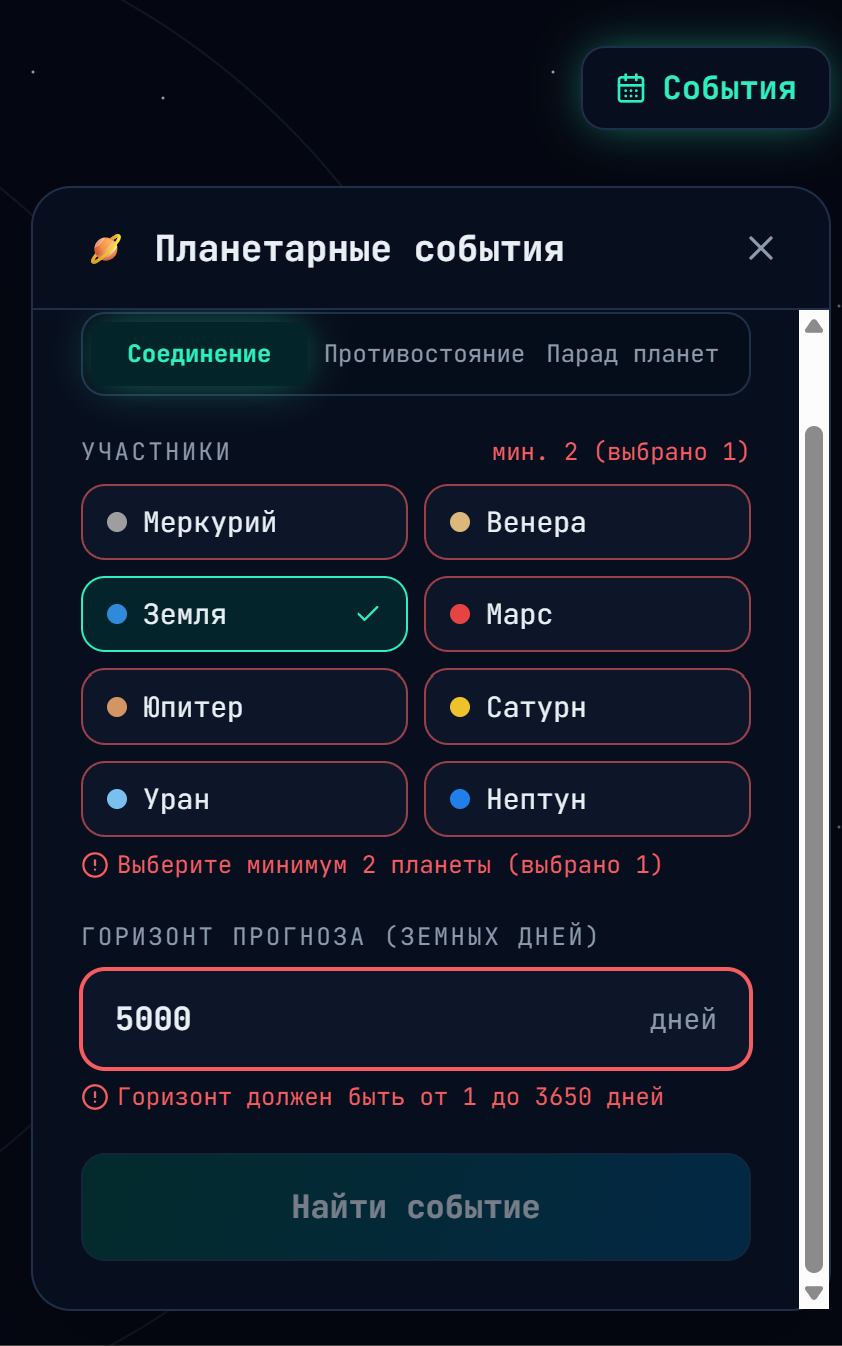 События
Планетарные события
Соединение Противостояние Парад планет
УЧАСТНИКИ мин. 2 (выбрано 1)
Меркурий Венера
Земля Марс
Юпитер Сатурн
Уран Нептун
Выберите минимум 2 планеты (выбрано 1)
ГОРИЗОНТ ПРОГНОЗА (ЗЕМНЫХ ДНЕЙ)
5000 дней
Горизонт должен быть от 1 до 3650 дней
Найти событие